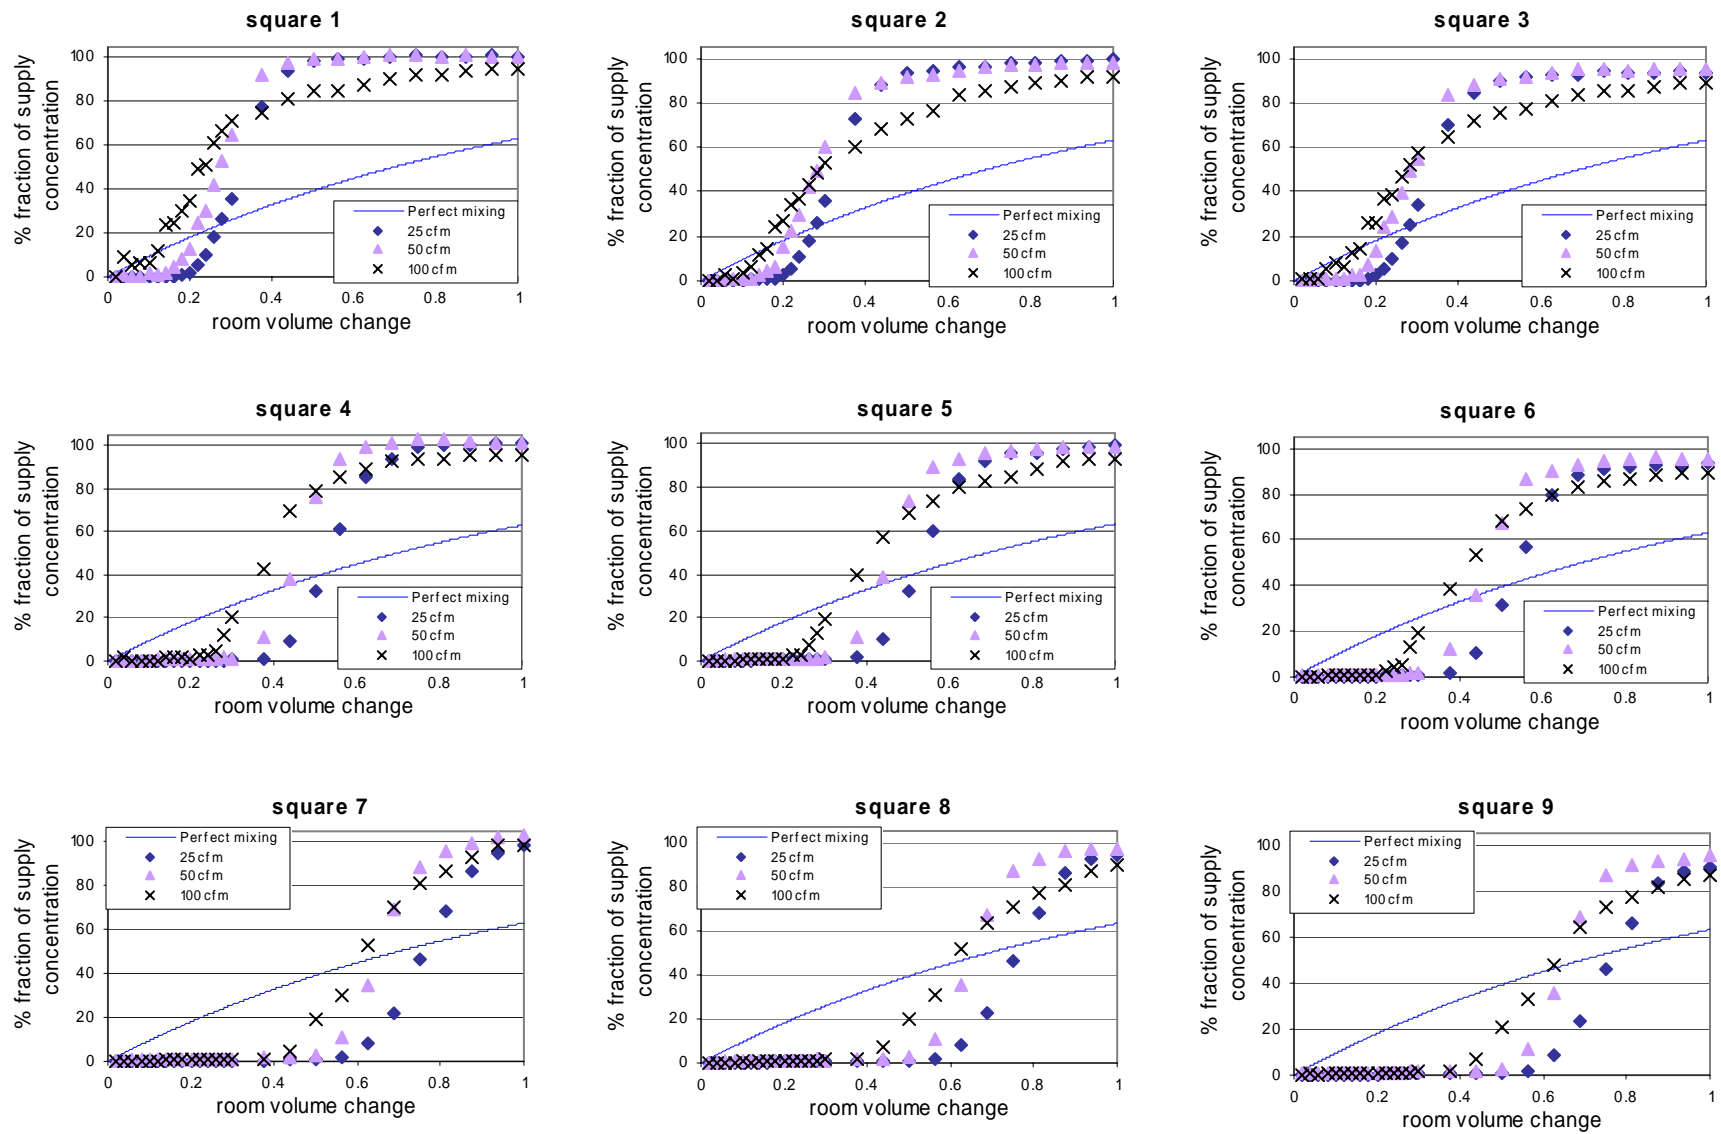 square 1
% fraction of supply
concentration
100
80
60
40
20
0
0
0.2
0.4
0.6
0.8
1
room volume change
Perfect mixing
25 cfm
50 cfm
100 cfm
square 2
% fraction of supply
concentration
100
80
60
40
20
0
0
0.2
0.4
0.6
0.8
1
room volume change
Perfect mixing
25 cfm
50 cfm
100 cfm
square 3
% fraction of supply
concentration
100
80
60
40
20
0
0
0.2
0.4
0.6
0.8
1
room volume change
Perfect mixing
25 cfm
50 cfm
100 cfm
square 4
% fraction of supply
concentration
100
80
60
40
20
0
0
0.2
0.4
0.6
0.8
1
room volume change
Perfect mixing
25 cfm
50 cfm
100 cfm
square 5
% fraction of supply
concentration
100
80
60
40
20
0
0
0.2
0.4
0.6
0.8
1
room volume change
Perfect mixing
25 cfm
50 cfm
100 cfm
square 6
% fraction of supply
concentration
100
80
60
40
20
0
0
0.2
0.4
0.6
0.8
1
room volume change
Perfect mixing
25 cfm
50 cfm
100 cfm
square 7
% fraction of supply
concentration
100
80
60
40
20
0
0
0.2
0.4
0.6
0.8
1
room volume change
Perfect mixing
25 cfm
50 cfm
100 cfm
square 8
% fraction of supply
concentration
100
80
60
40
20
0
0
0.2
0.4
0.6
0.8
1
room volume change
Perfect mixing
25 cfm
50 cfm
100 cfm
square 9
% fraction of supply
concentration
100
80
60
40
20
0
0
0.2
0.4
0.6
0.8
1
room volume change
Perfect mixing
25 cfm
50 cfm
100 cfm